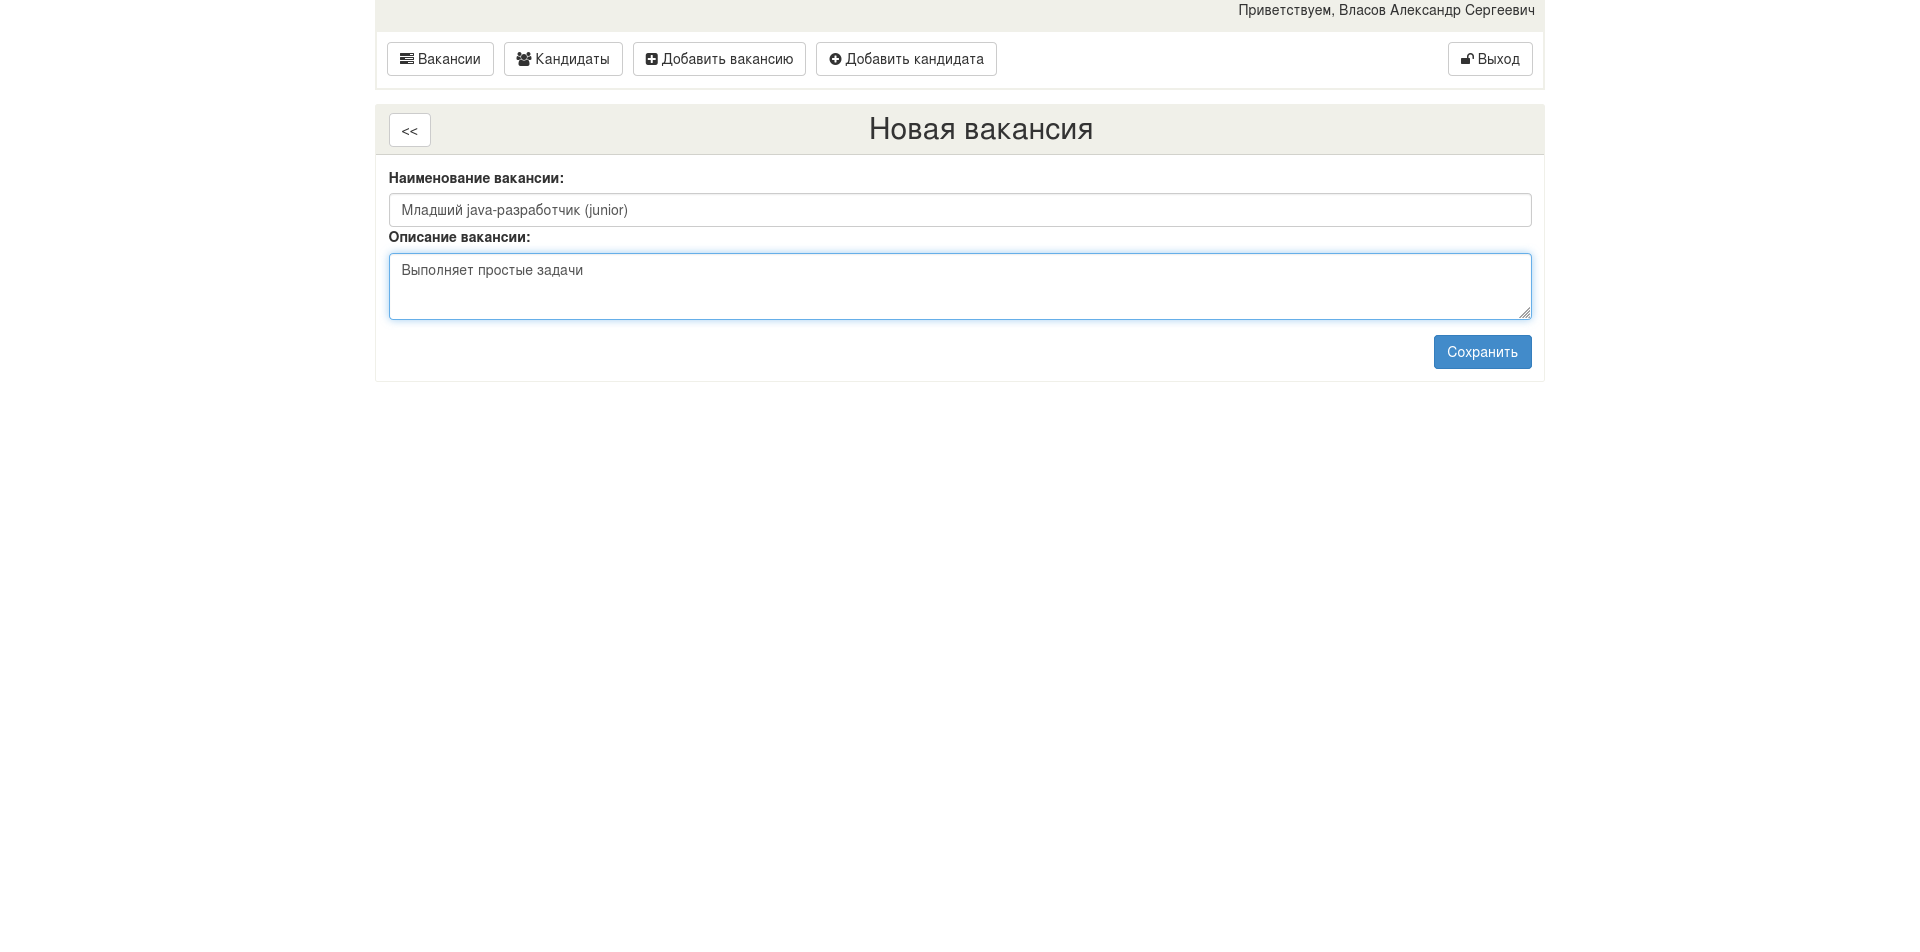 Приветствуем, Власов Александр Сергеевич
Вакансии Кандидаты Добавить вакансию Добавить кандидата Выход
<< Новая вакансия
Наименование вакансии:
Младший java-разработчик (junior)
Описание вакансии:
Выполняет простые задачи
Сохранить